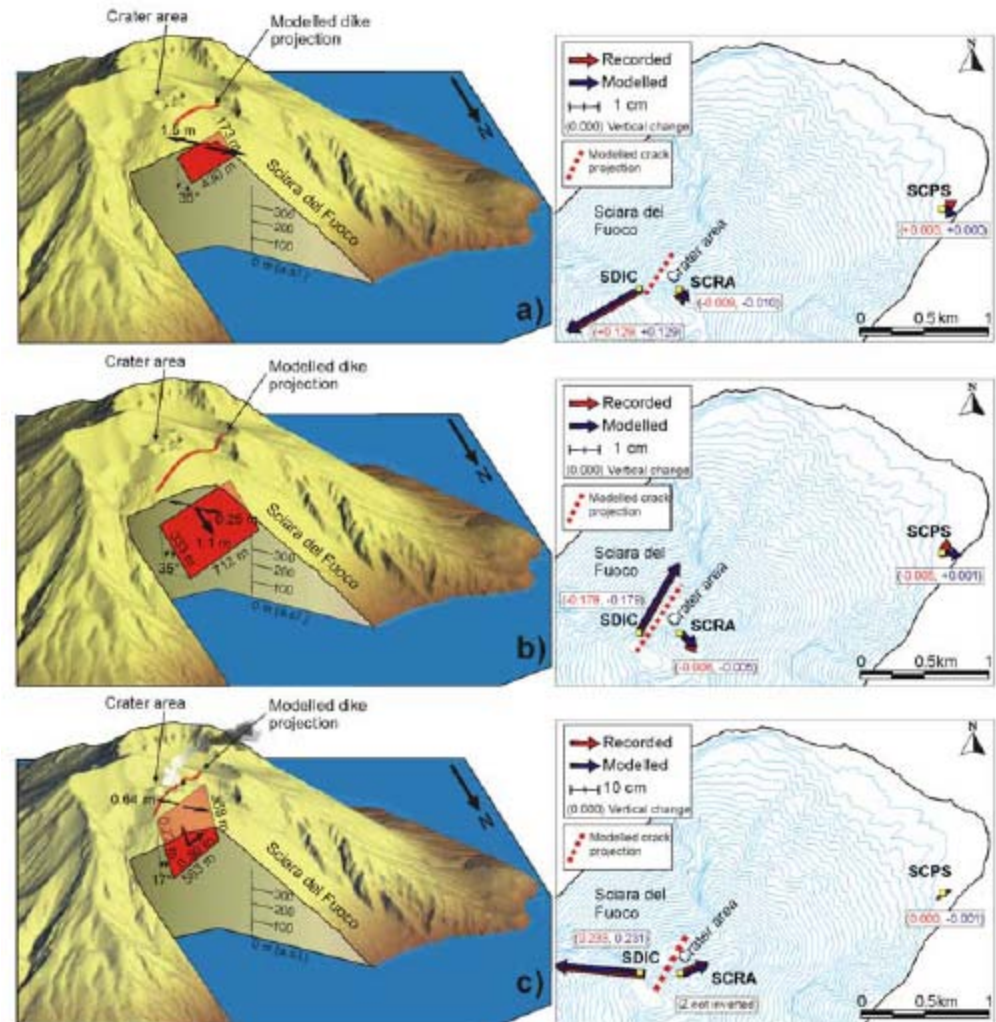 Crater area
Modelled dike
projection
1.5 m
173 m
35°
Sciara del Fuoco
300
200
100
0 m (a.s.l.)
N
a)
Recorded
Modelled
1 cm
(0.000) Vertical change
Modelled crack
projection
N
Sciara del
Fuoco
Crater area
SDIC
SCRA
SCPS
(+0.000, +0.000)
(-0.009, -0.010)
(+0.129, +0.129)
0 0.5km 1
Crater area
Modelled dike
projection
0.25 m
1.1 m
333 m
712 m
35°
Sciara del Fuoco
300
200
100
0 m (a.s.l.)
N
b)
Recorded
Modelled
1 cm
(0.000) Vertical change
Modelled crack
projection
N
Sciara del
Fuoco
(-0.179, -0.179)
Crater area
SDIC
SCRA
SCPS
(-0.005, +0.001)
0 0.5km 1
Crater area
Modelled dike
projection
0.64 m
17°
Sciara del Fuoco
300
200
100
0 m (a.s.l.)
N
c)
Recorded
Modelled
10 cm
(0.000) Vertical change
Modelled crack
projection
N
Sciara del
Fuoco
Crater area
SDIC
SCRA
SCPS
(0.000, -0.001)
(Z not inverted)
0 0.5km 1